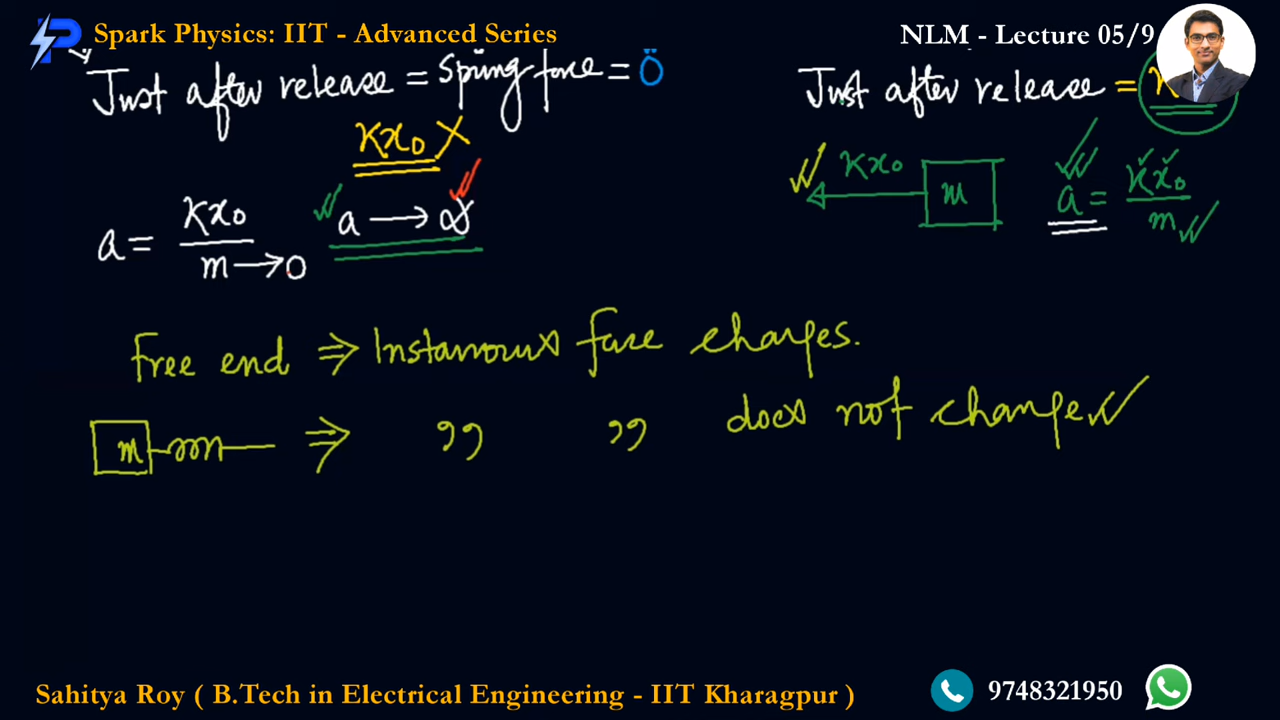 Spark Physics: IIT - Advanced Series
NLM - Lecture 05/9
Just after release = Spring force = 0
Kx₀ X
a = Kx₀ / m → 0
a → ∝
Just after release = K
Kx₀
m
a = Kx₀ / m
free end ⇒ Instanrous force changes.
m ⇒ " " does not change
Sahitya Roy ( B.Tech in Electrical Engineering - IIT Kharagpur )
9748321950